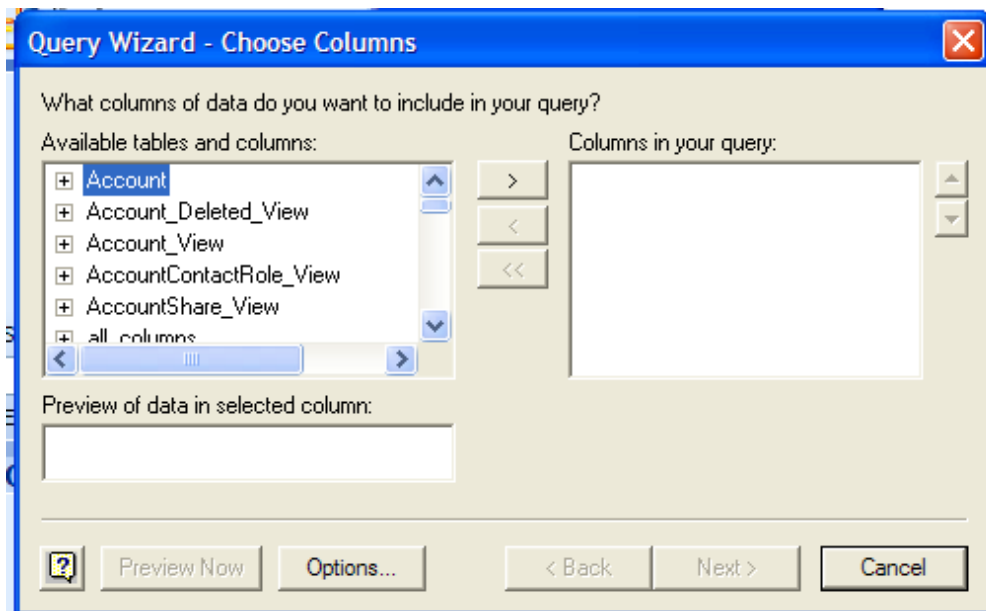 Query Wizard - Choose Columns
What columns of data do you want to include in your query?
Available tables and columns:
Columns in your query:
Account
Account_Deleted_View
Account_View
AccountContactRole_View
AccountShare_View
all_columns
>
<
<<
Preview of data in selected column:
Preview Now
Options...
< Back
Next >
Cancel